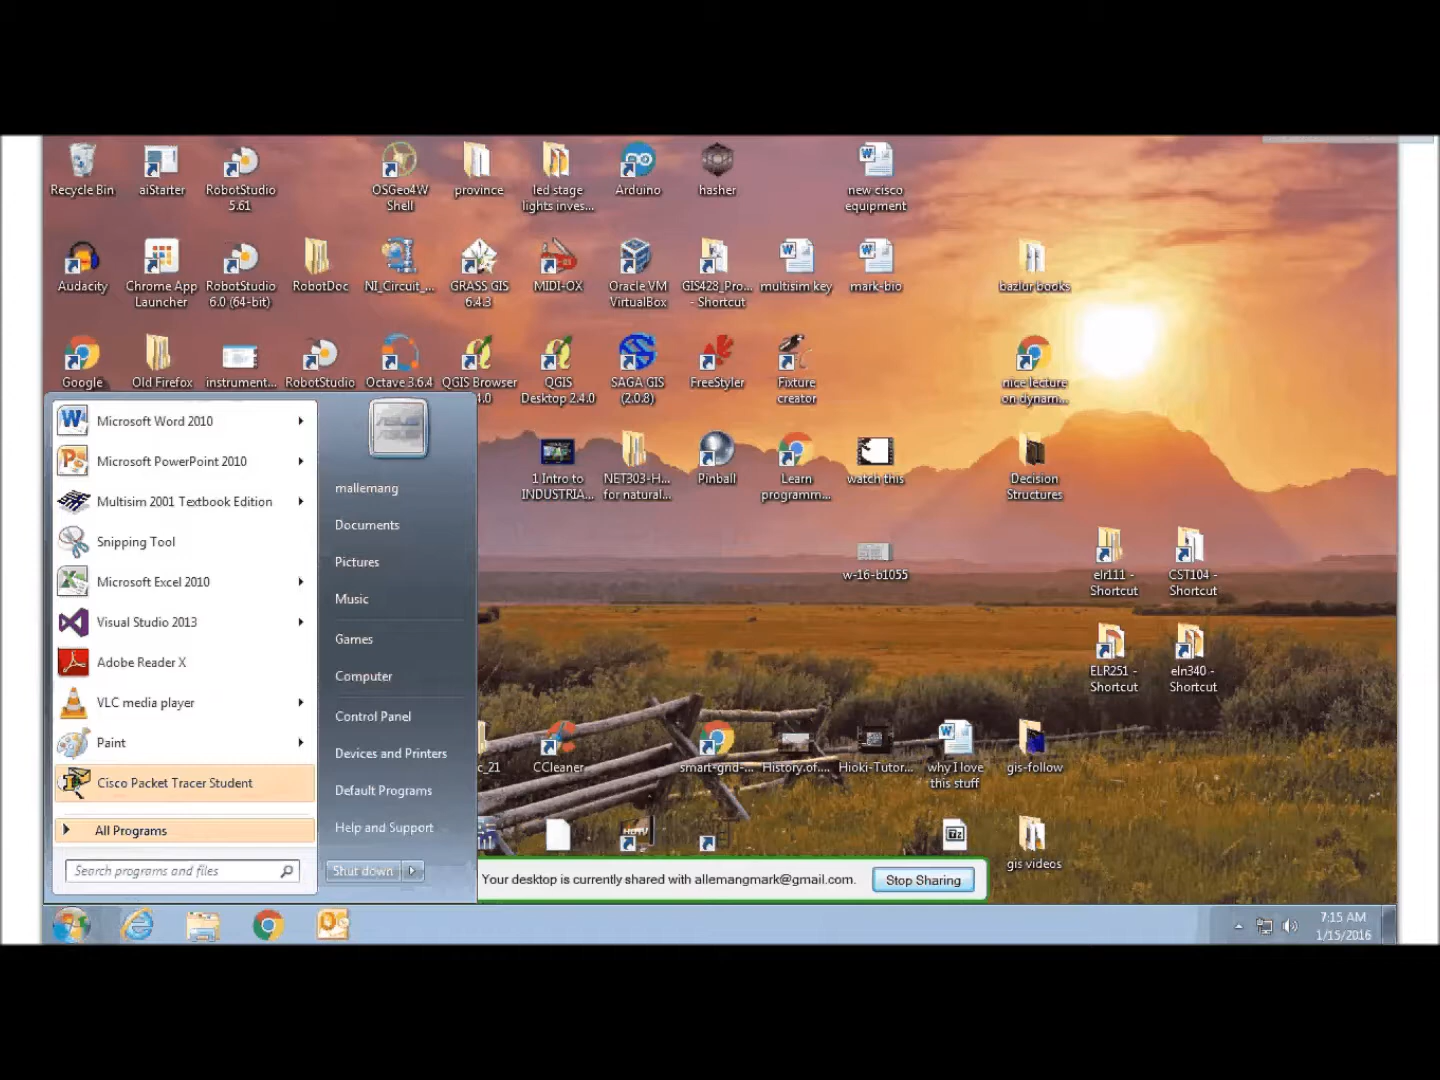 Recycle Bin
aiStarter
RobotStudio
5.61
OSGeo4W
Shell
province
led stage
lights inves...
Arduino
hasher
new cisco
equipment
Audacity
Chrome App
Launcher
RobotStudio
6.0 (64-bit)
RobotDoc
NI_Circuit_...
GRASS GIS
6.4.3
MIDI-OX
Oracle VM
VirtualBox
GIS423_Pro...
- Shortcut
multisim key
mark-bio
bazlur books
Google
Old Firefox
instrument...
RobotStudio
Octave 3.6.4
QGIS Browser
4.0
QGIS
Desktop 2.4.0
SAGA GIS
(2.0.8)
FreeStyler
Fixture
creator
nice lecture
on dynam...
1 Intro to
INDUSTRIA...
NET303-H...
for natural...
Pinball
Learn
programm...
watch this
Decision
Structures
w-16-b1055
elr111 -
Shortcut
CST104 -
Shortcut
ELR251 -
Shortcut
eln340 -
Shortcut
c_21
CCleaner
smart-grid-...
History.of....
Hioki-Tutor...
why I love
this stuff
gis-follow
gis videos
Microsoft Word 2010
Microsoft PowerPoint 2010
Multisim 2001 Textbook Edition
Snipping Tool
Microsoft Excel 2010
Visual Studio 2013
Adobe Reader X
VLC media player
Paint
Cisco Packet Tracer Student
All Programs
Search programs and files
mallemang
Documents
Pictures
Music
Games
Computer
Control Panel
Devices and Printers
Default Programs
Help and Support
Shut down
Your desktop is currently shared with allemangmark@gmail.com.
Stop Sharing
7:15 AM
1/15/2016